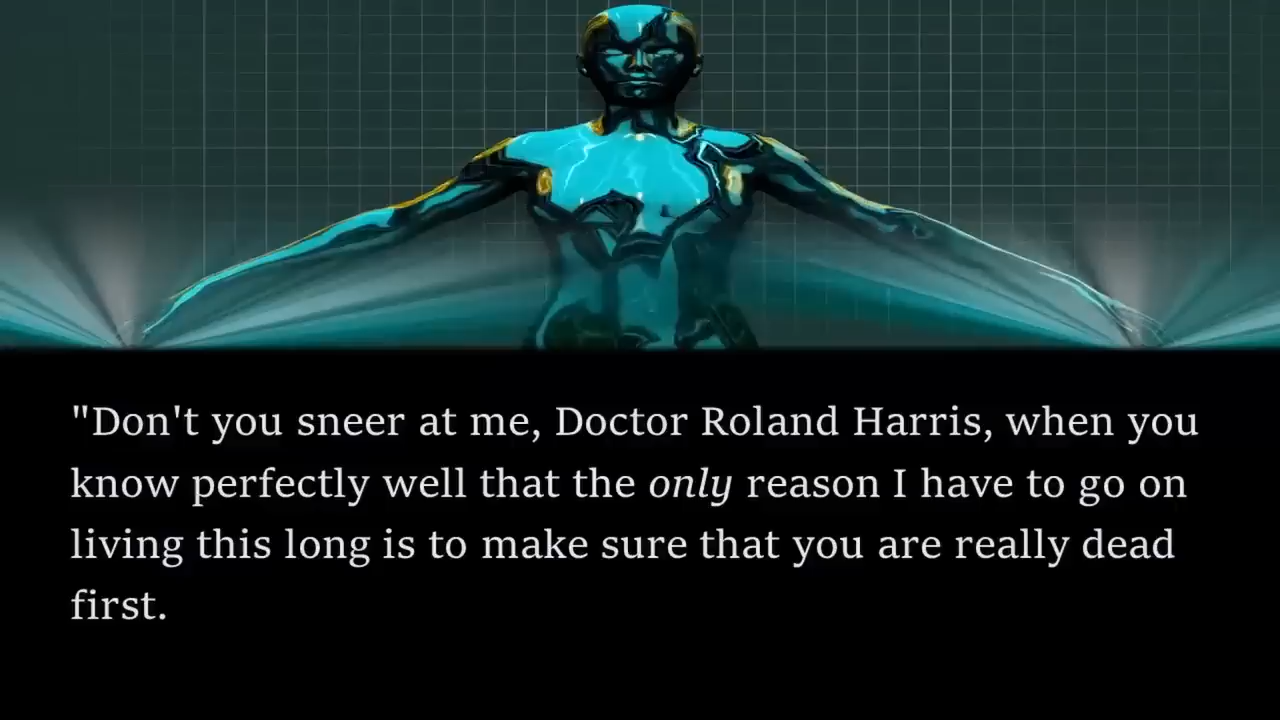 "Don't you sneer at me, Doctor Roland Harris, when you
know perfectly well that the only reason I have to go on
living this long is to make sure that you are really dead
first.